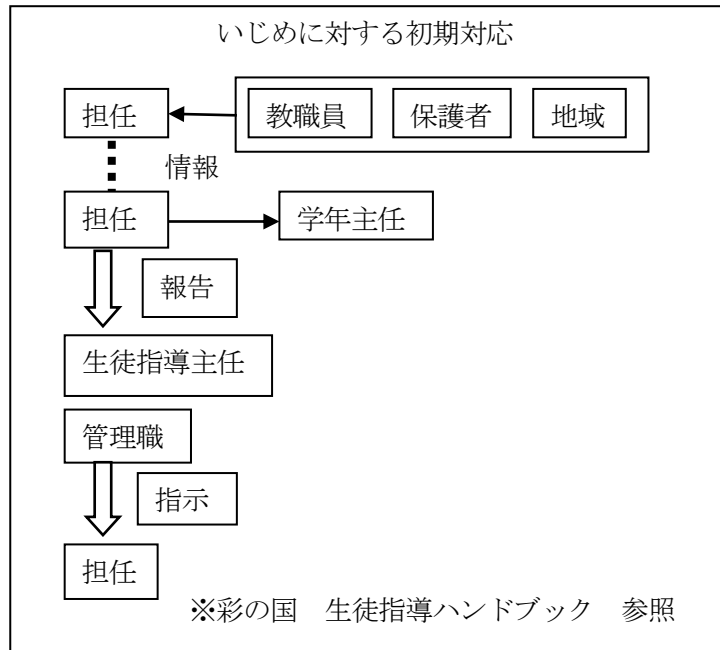 いじめに対する初期対応
担任
教職員 保護者 地域
情報
担任 学年主任
報告
生徒指導主任
管理職
指示
担任
※彩の国 生徒指導ハンドブック 参照